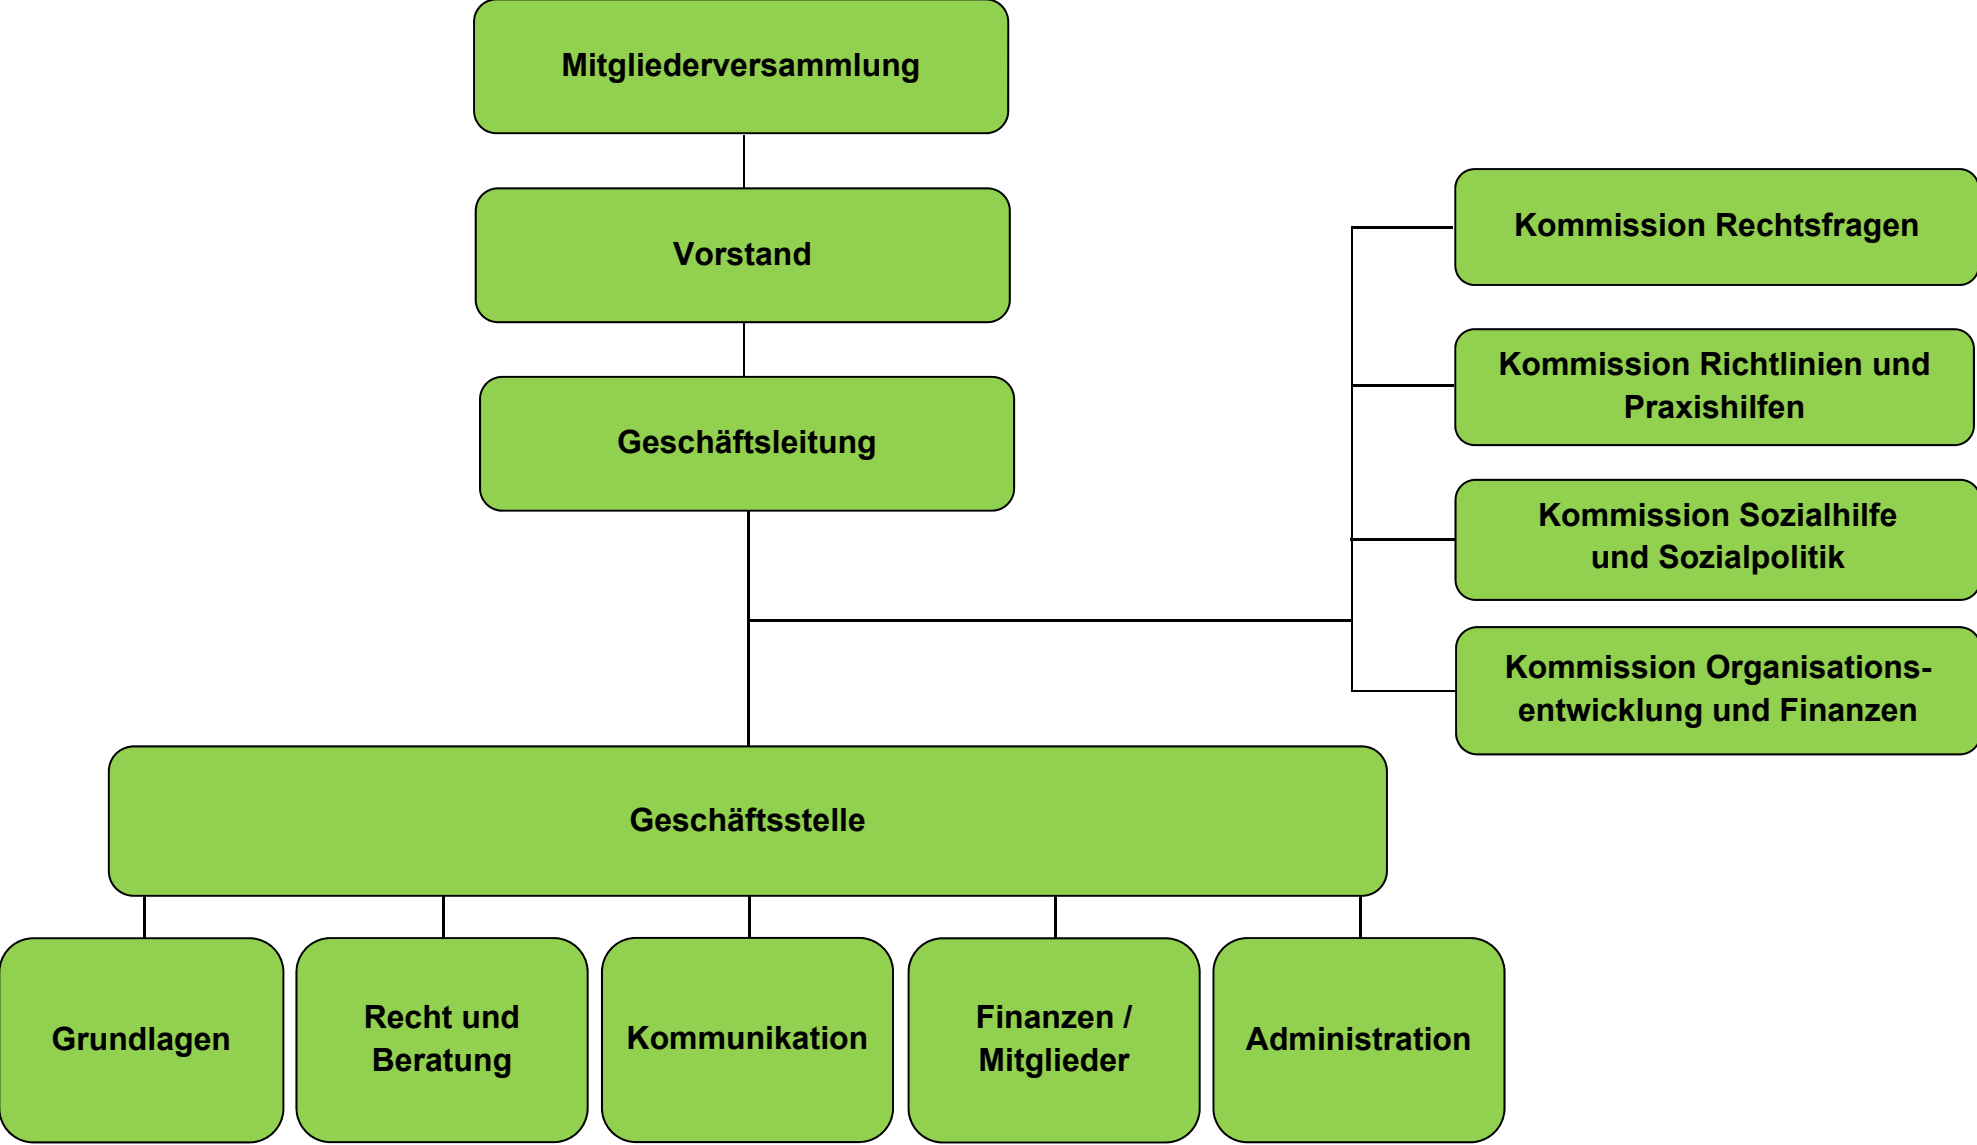 Mitgliederversammlung
Vorstand
Geschäftsleitung
Kommission Rechtsfragen
Kommission Richtlinien und
Praxishilfen
Kommission Sozialhilfe
und Sozialpolitik
Kommission Organisations-
entwicklung und Finanzen
Geschäftsstelle
Grundlagen
Recht und
Beratung
Kommunikation
Finanzen /
Mitglieder
Administration